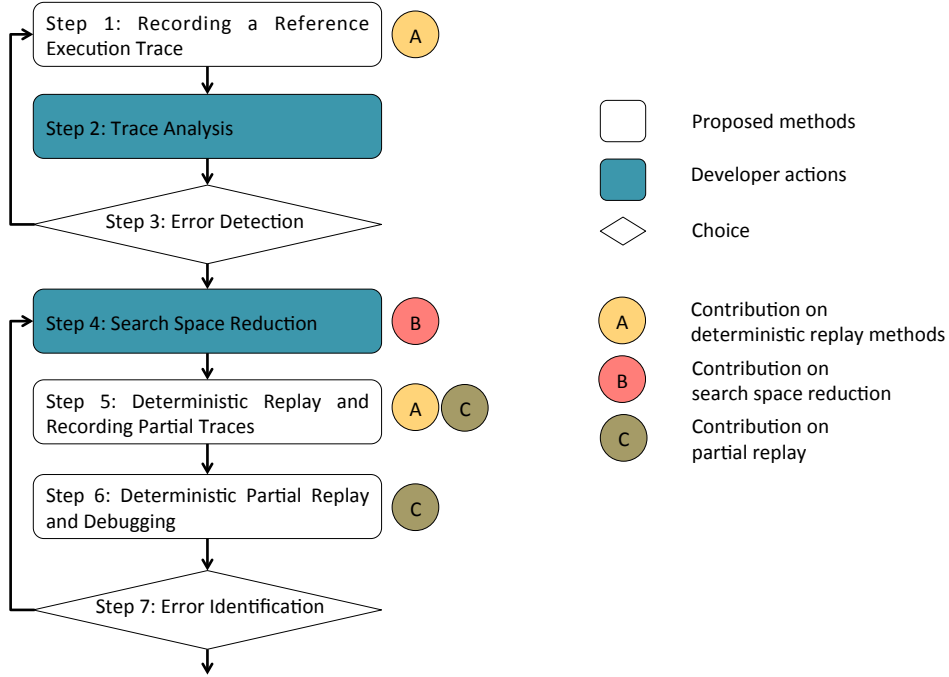 Step 1: Recording a Reference
Execution Trace
A
Step 2: Trace Analysis
Step 3: Error Detection
Step 4: Search Space Reduction
B
Step 5: Deterministic Replay and
Recording Partial Traces
A
C
Step 6: Deterministic Partial Replay
and Debugging
C
Step 7: Error Identification
Proposed methods
Developer actions
Choice
A
Contribution on
deterministic replay methods
B
Contribution on
search space reduction
C
Contribution on
partial replay